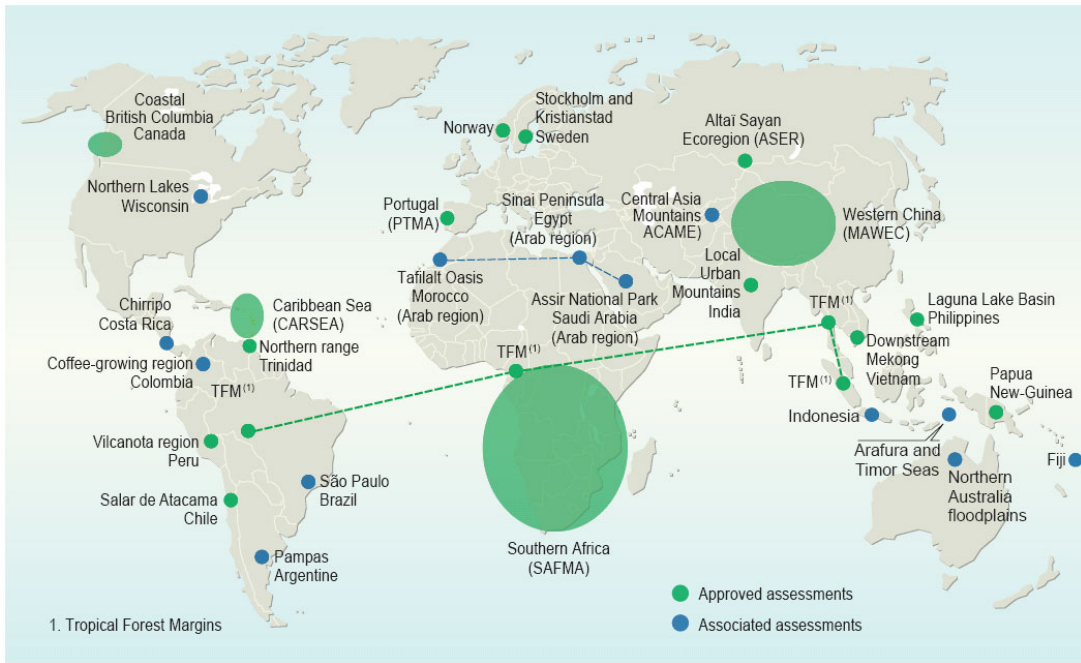 Coastal
British Columbia
Canada
Northern Lakes
Wisconsin
Norway
Stockholm and
Kristianstad
Sweden
Altaï Sayan
Ecoregion (ASER)
Portugal
(PTMA)
Sinai Peninsula
Egypt
(Arab region)
Central Asia
Mountains
ACAME)
Western China
(MAWEC)
Tafilalt Oasis
Morocco
(Arab region)
Assir National Park
Saudi Arabia
(Arab region)
Local
Urban
Mountains
India
Chirripo
Costa Rica
Caribbean Sea
(CARSEA)
Northern range
Trinidad
Coffee-growing region
Colombia
TFM(1)
TFM(1)
TFM(1)
TFM(1)
Laguna Lake Basin
Philippines
Downstream
Mekong
Vietnam
Papua
New-Guinea
Indonesia
Arafura and
Timor Seas
Fiji
Northern
Australia
floodplains
Vilcanota region
Peru
São Paulo
Brazil
Salar de Atacama
Chile
Pampas
Argentine
Southern Africa
(SAFMA)
Approved assessments
Associated assessments
1. Tropical Forest Margins